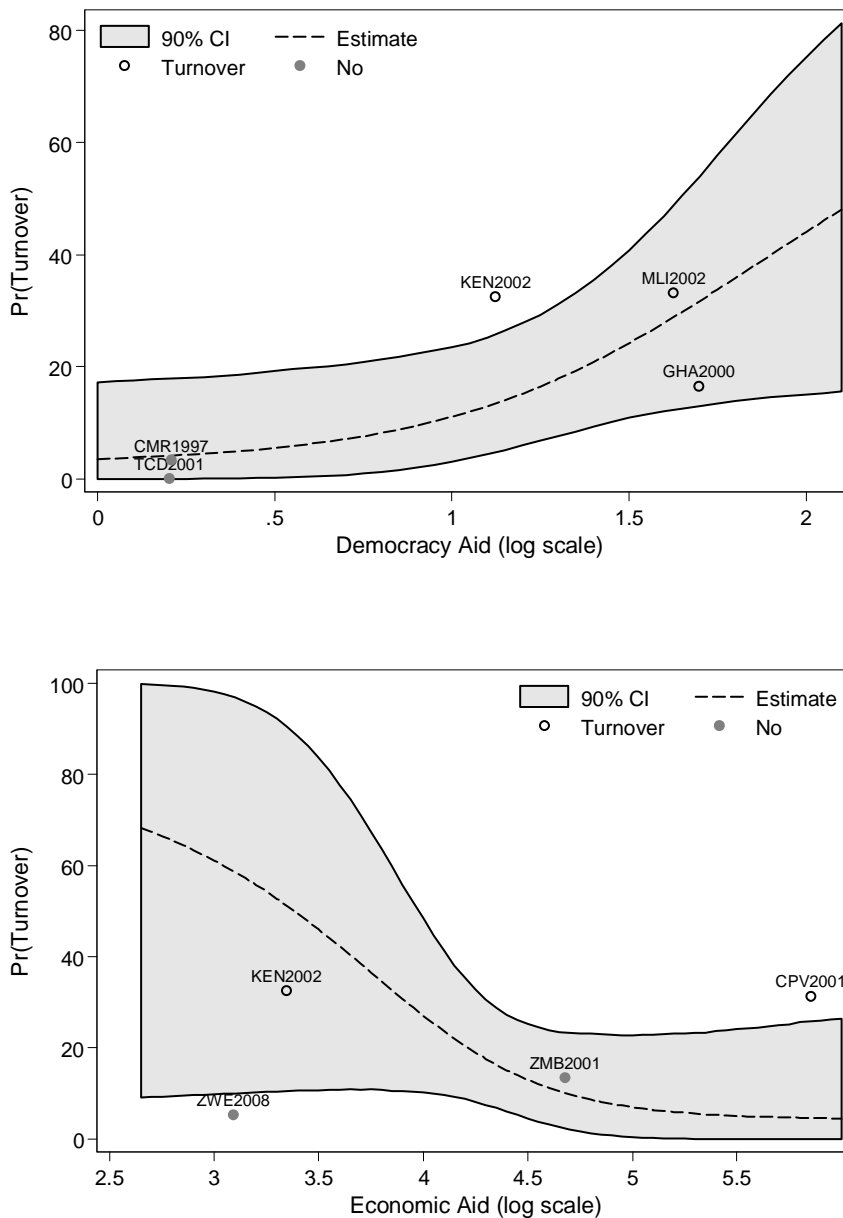 80
60
40
20
0
Pr(Turnover)
90% CI
Estimate
Turnover
No
KEN2002
MLI2002
GHA2000
CMR1997
TCD2001
0
.5
1
1.5
2
Democracy Aid (log scale)
100
80
60
40
20
0
Pr(Turnover)
90% CI
Estimate
Turnover
No
KEN2002
CPV2001
ZMB2001
ZWE2008
2.5
3
3.5
4
4.5
5
5.5
Economic Aid (log scale)